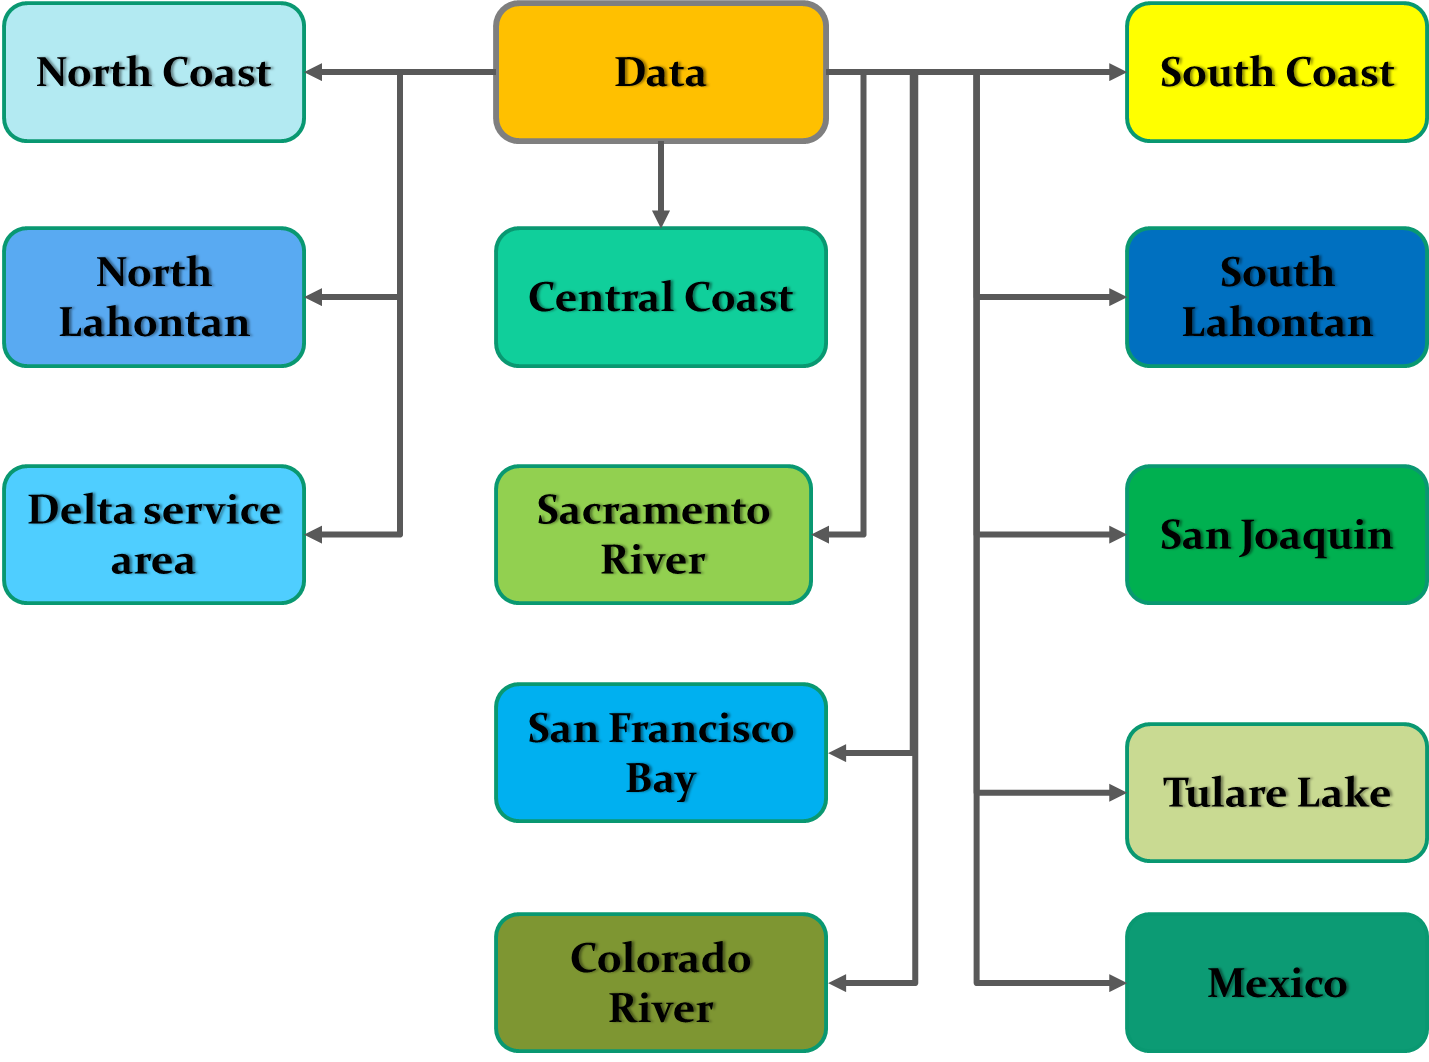 North Coast
Data
South Coast
North
Lahontan
Central Coast
South
Lahontan
Delta service
area
Sacramento
River
San Joaquin
San Francisco
Bay
Tulare Lake
Colorado
River
Mexico